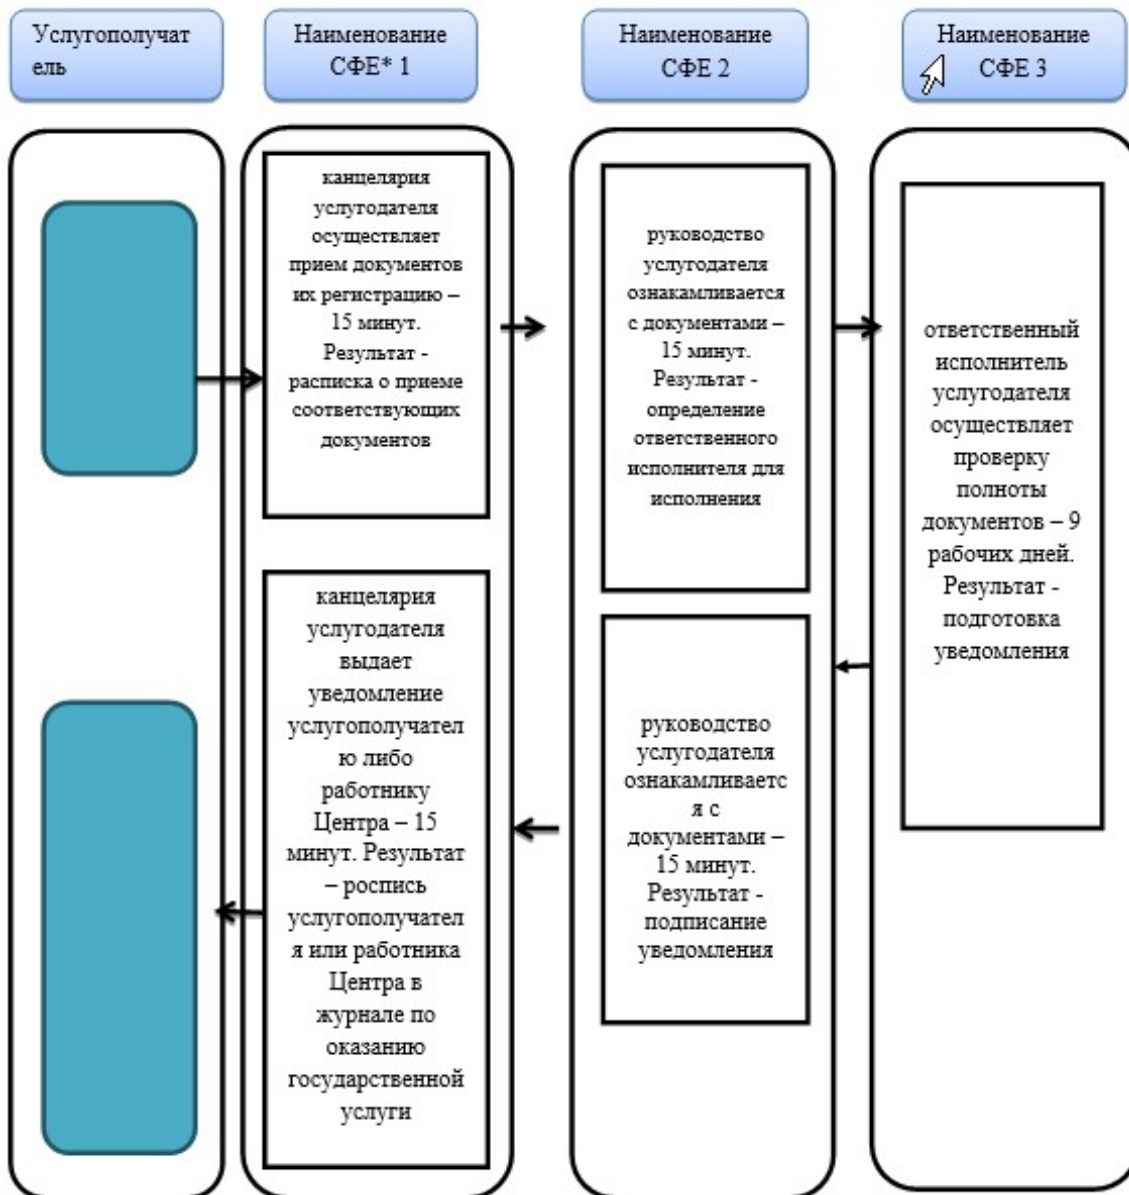 Услугополучат
ель
Наименование
СФЕ* 1
Наименование
СФЕ 2
Наименование
СФЕ 3
канцелярия
услугодателя
осуществляет
прием документов
их регистрацию –
15 минут.
Результат -
расписка о приеме
соответствующих
документов
руководство
услугодателя
ознакамливается
с документами –
15 минут.
Результат -
определение
ответственного
исполнителя для
исполнения
ответственный
исполнитель
услугодателя
осуществляет
проверку
полноты
документов – 9
рабочих дней.
Результат -
подготовка
уведомления
руководство
услугодателя
ознакамливаетс
я с
документами –
15 минут.
Результат -
подписание
уведомления
канцелярия
услугодателя
выдает
уведомление
услугополучател
ю либо
работнику
Центра – 15
минут. Результат
– роспись
услугополучател
я или работника
Центра в
журнале по
оказанию
государственной
услуги